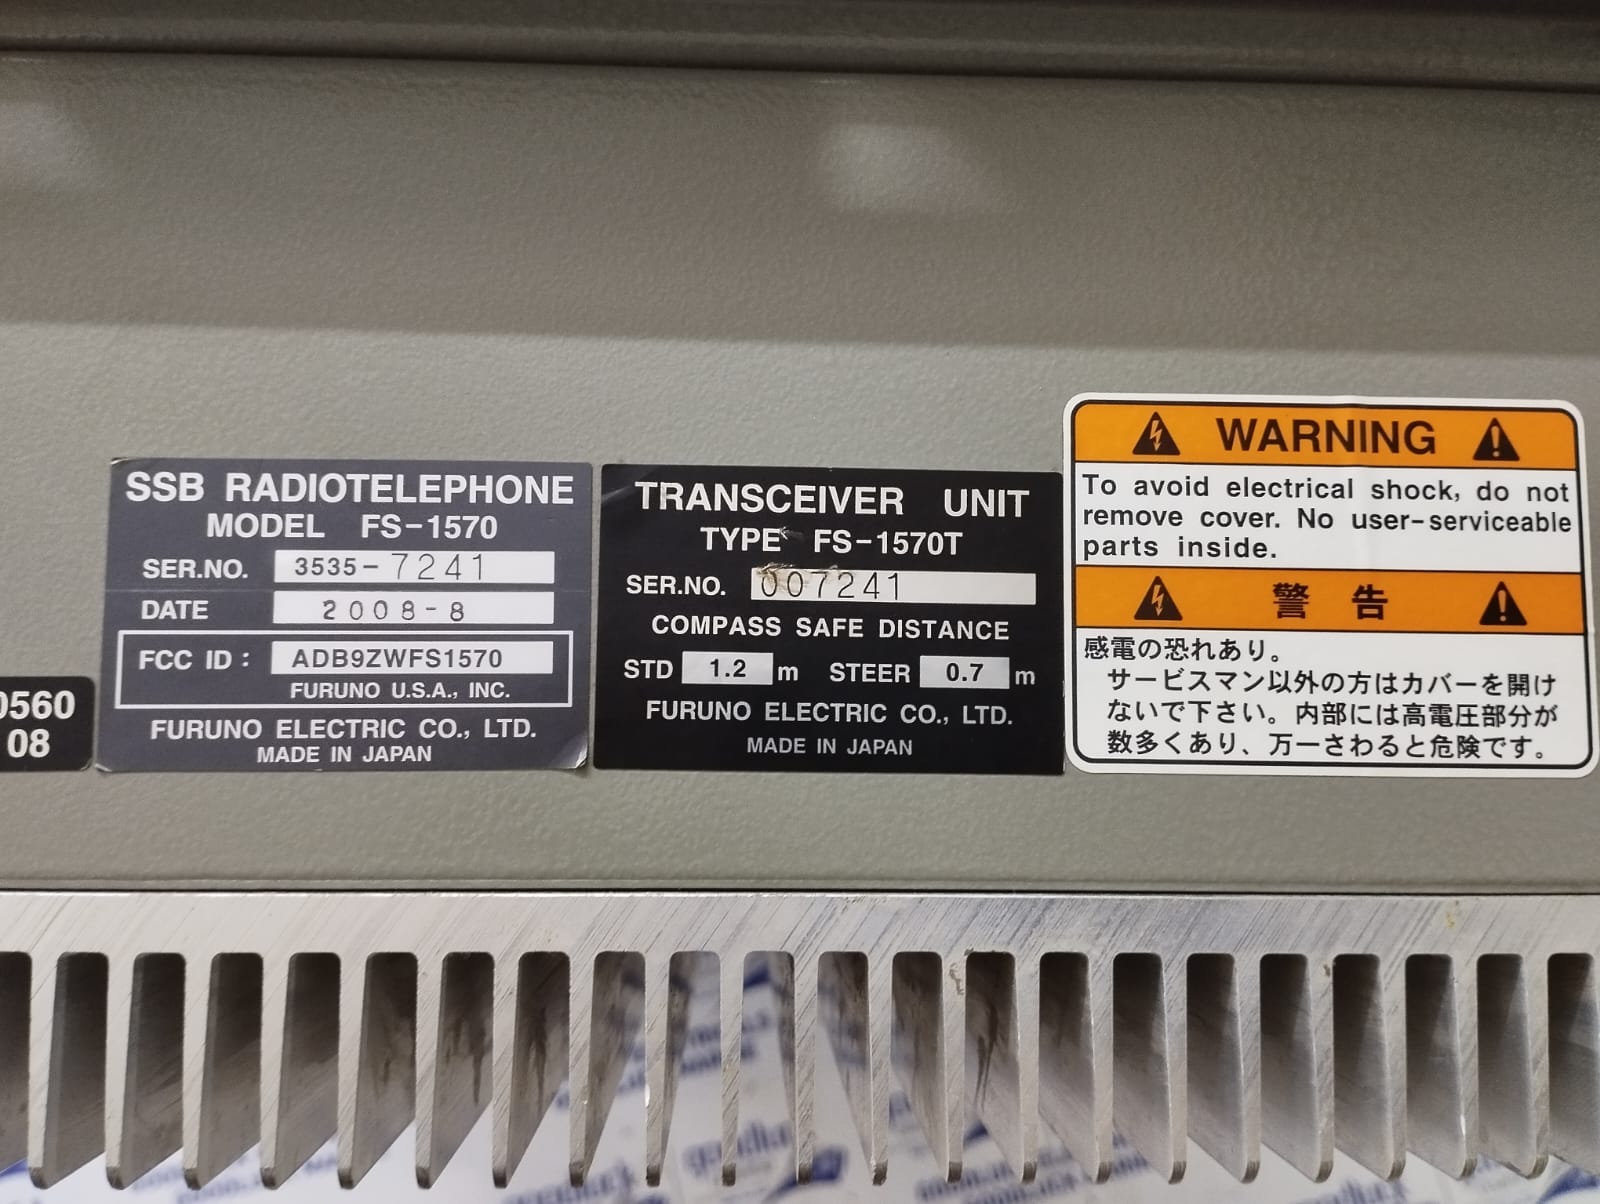 0560
08
SSB RADIOTELEPHONE
MODEL FS-1570
SER.NO. 3535-7241
DATE 2008-8
FCC ID: ADB9ZWFS1570
FURUNO U.S.A., INC.
FURUNO ELECTRIC CO., LTD.
MADE IN JAPAN
TRANSCEIVER UNIT
TYPE FS-1570T
SER.NO. 007241
COMPASS SAFE DISTANCE
STD 1.2 m STEER 0.7 m
FURUNO ELECTRIC CO., LTD.
MADE IN JAPAN
WARNING
To avoid electrical shock, do not
remove cover. No user-serviceable
parts inside.
警告
感電の恐れあり。
サービスマン以外の方はカバーを開け
ないで下さい。内部には高電圧部分が
数多くあり、万一さわると危険です。